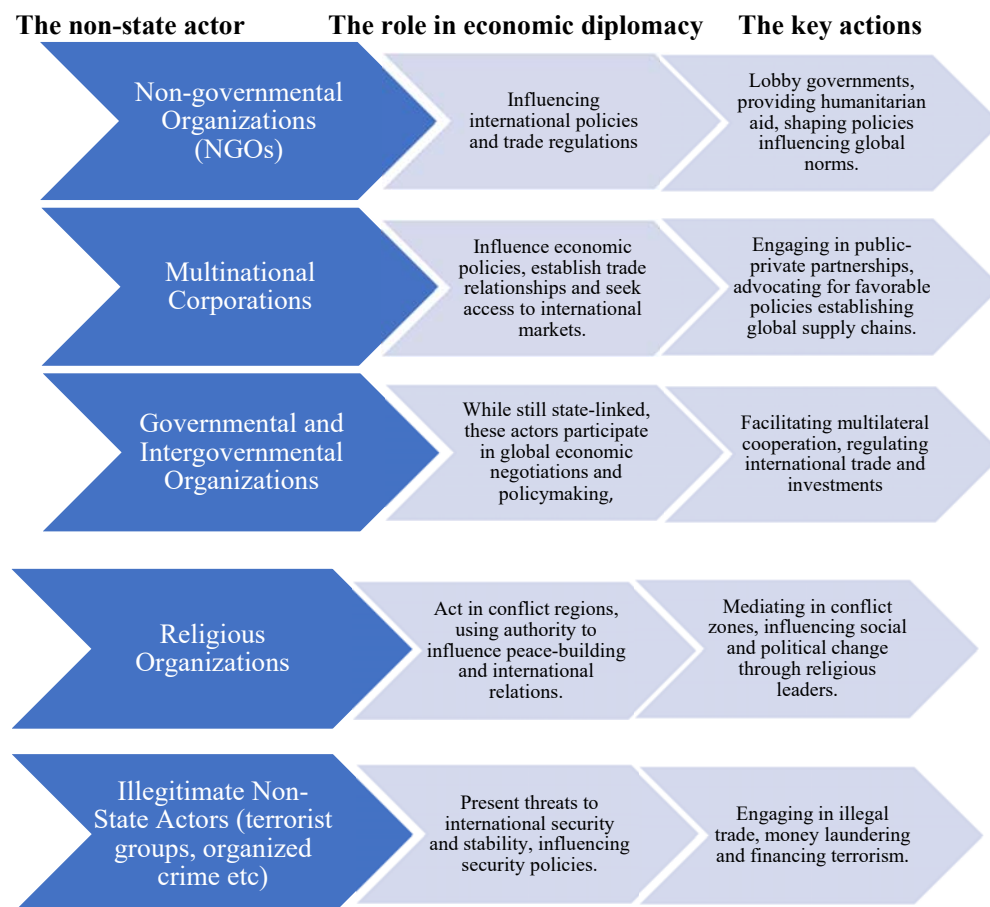 The non-state actor
The role in economic diplomacy
The key actions
Non-governmental
Organizations
(NGOs)
Influencing
international policies
and trade regulations
Lobby governments,
providing humanitarian
aid, shaping policies
influencing global
norms.
Multinational
Corporations
Influence economic
policies, establish trade
relationships and seek
access to international
markets.
Engaging in public-
private partnerships,
advocating for favorable
policies establishing
global supply chains.
Governmental and
Intergovernmental
Organizations
While still state-linked,
these actors participate
in global economic
negotiations and
policymaking,
Facilitating multilateral
cooperation, regulating
international trade and
investments
Religious
Organizations
Act in conflict regions,
using authority to
influence peace-building
and international
relations.
Mediating in conflict
zones, influencing social
and political change
through religious
leaders.
Illegitimate Non-
State Actors (terrorist
groups, organized
crime etc)
Present threats to
international security
and stability, influencing
security policies.
Engaging in illegal
trade, money laundering
and financing terrorism.